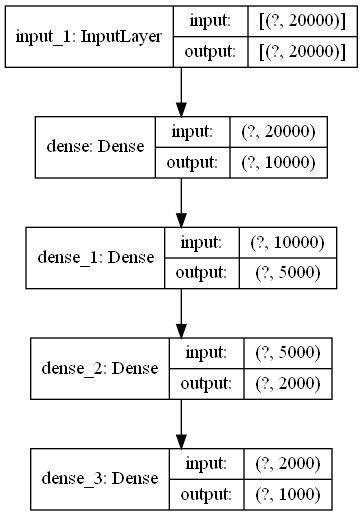 input_1: InputLayer input: [(?, 20000)]
output: [(?, 20000)]
dense: Dense input: (?, 20000)
output: (?, 10000)
dense_1: Dense input: (?, 10000)
output: (?, 5000)
dense_2: Dense input: (?, 5000)
output: (?, 2000)
dense_3: Dense input: (?, 2000)
output: (?, 1000)